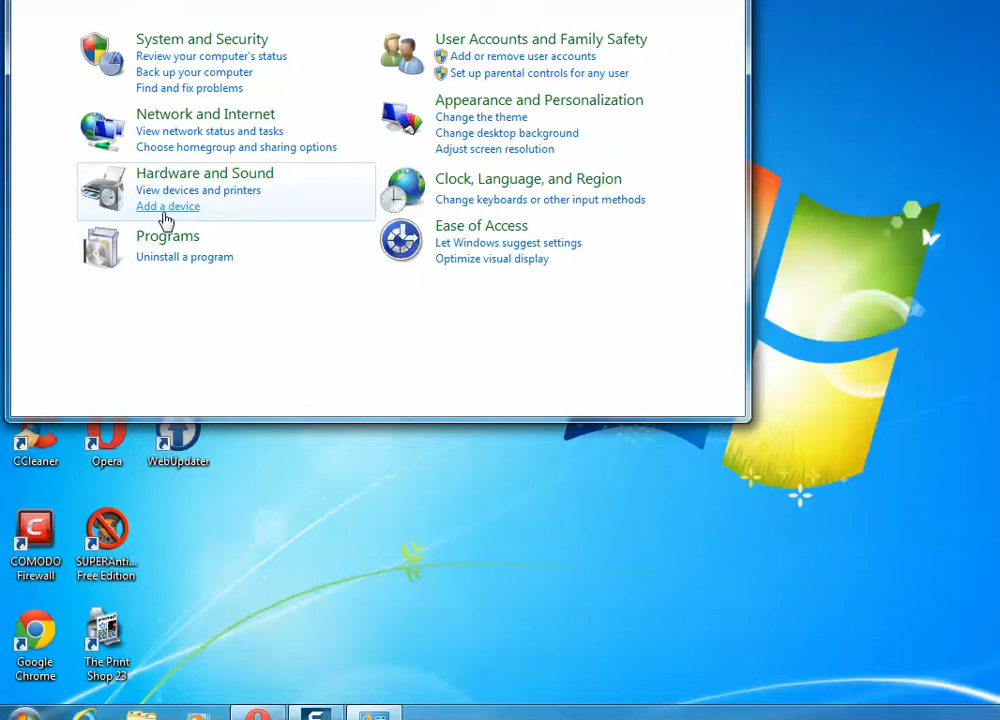 System and Security
Review your computer's status
Back up your computer
Find and fix problems
Network and Internet
View network status and tasks
Choose homegroup and sharing options
Hardware and Sound
View devices and printers
Add a device
Programs
Uninstall a program
User Accounts and Family Safety
Add or remove user accounts
Set up parental controls for any user
Appearance and Personalization
Change the theme
Change desktop background
Adjust screen resolution
Clock, Language, and Region
Change keyboards or other input methods
Ease of Access
Let Windows suggest settings
Optimize visual display
CCleaner
Opera
WebUpdater
COMODO
Firewall
SUPERAnti...
Free Edition
Google
Chrome
The Print
Shop 23